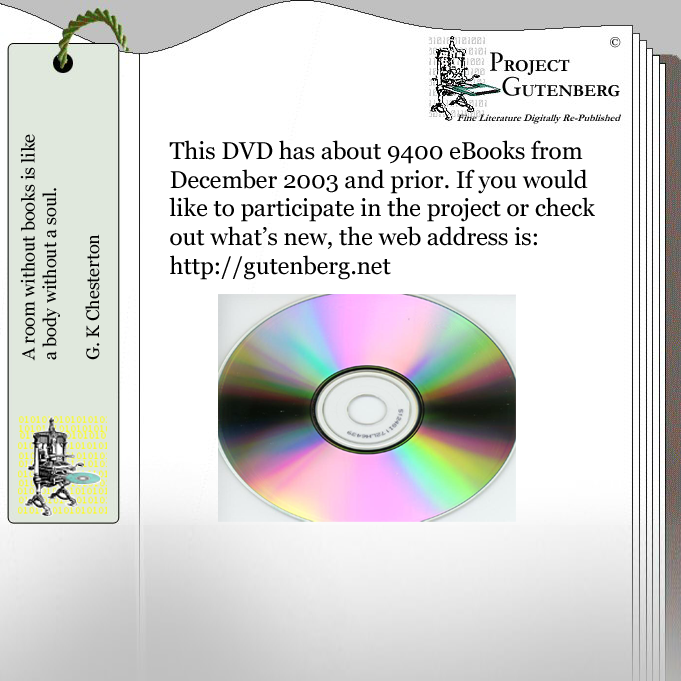 A room without books is like
a body without a soul.
G. K Chesterton
©
PROJECT
GUTENBERG
Fine Literature Digitally Re-Published
This DVD has about 9400 eBooks from
December 2003 and prior. If you would
like to participate in the project or check
out what’s new, the web address is:
http://gutenberg.net